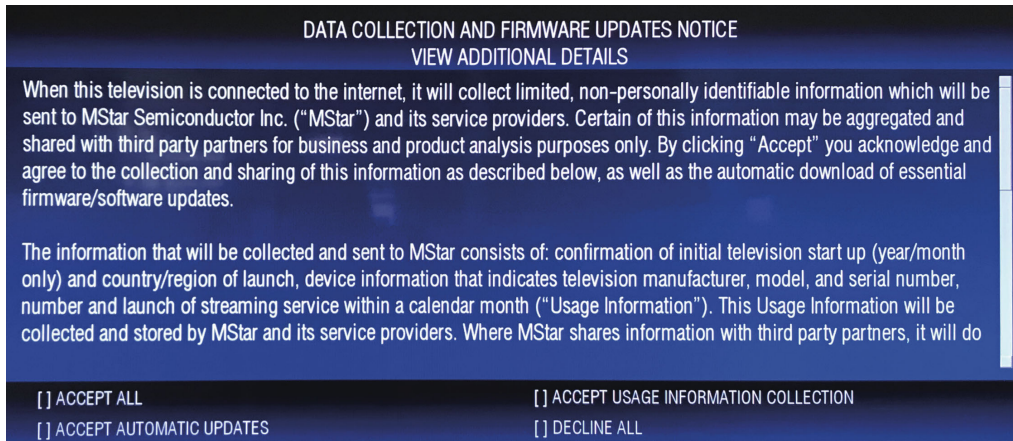 DATA COLLECTION AND FIRMWARE UPDATES NOTICE
VIEW ADDITIONAL DETAILS
When this television is connected to the internet, it will collect limited, non-personally identifiable information which will be
sent to MStar Semiconductor Inc. (“MStar”) and its service providers. Certain of this information may be aggregated and
shared with third party partners for business and product analysis purposes only. By clicking “Accept” you acknowledge and
agree to the collection and sharing of this information as described below, as well as the automatic download of essential
firmware/software updates.
The information that will be collected and sent to MStar consists of: confirmation of initial television start up (year/month
only) and country/region of launch, device information that indicates television manufacturer, model, and serial number,
number and launch of streaming service within a calendar month (“Usage Information”). This Usage Information will be
collected and stored by MStar and its service providers. Where MStar shares information with third party partners, it will do
[ ] ACCEPT ALL
[ ] ACCEPT USAGE INFORMATION COLLECTION
[ ] ACCEPT AUTOMATIC UPDATES
[ ] DECLINE ALL